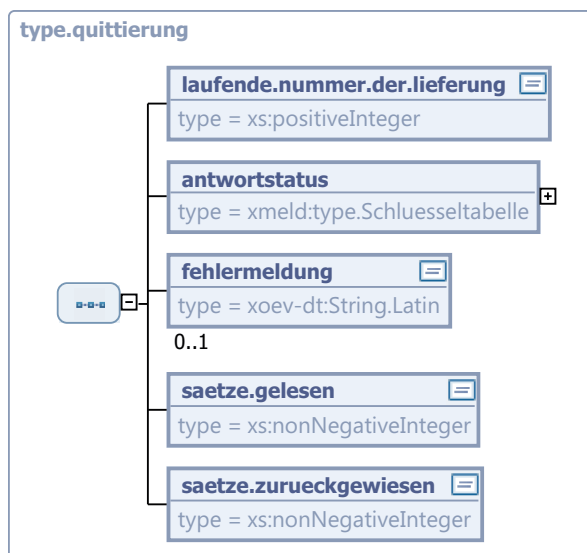 type.quittierung
laufende.nummer.der.lieferung
type = xs:positiveInteger
antwortstatus
type = xmeld:type.Schluesseltabelle
fehlermeldung
type = xoev-dt:String.Latin
0..1
saetze.gelesen
type = xs:nonNegativeInteger
saetze.zurueckgewiesen
type = xs:nonNegativeInteger